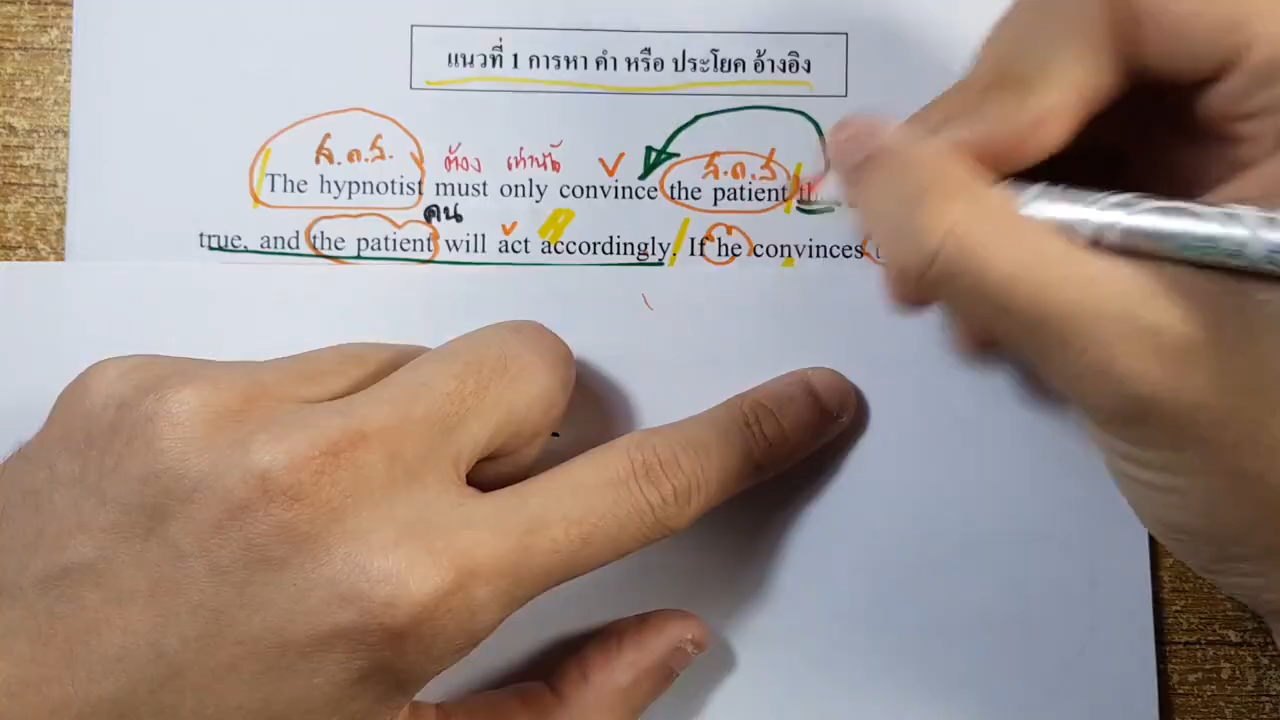 แนวที่ 1 การหา คำ หรือ ประโยค อ้างอิง
ส.ค.ส. ต้อง เท่านั้น ส.ค.ส
The hypnotist must only convince the patient
คน
true, and the patient will act accordingly. If he convinces